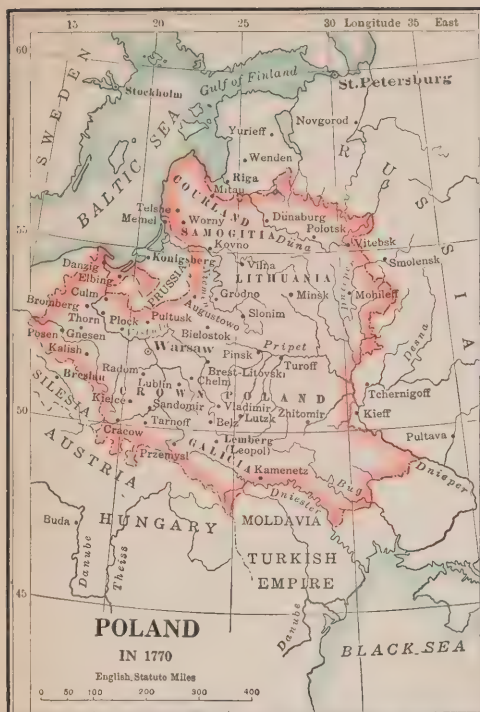 15 20 25 30 Longitude 35 East
60
SWEDEN
Stockholm
Gulf of Finland
St. Petersburg
BALTIC SEA
Yurieff
Novgorod
Wenden
RUSSIA
Riga
Mitau
COURLAND
Telshe
Memel
Worny
Dünaburg
SAMOGITIA
Duna
Polotsk
55
Vitebsk
Kovno
Königsberg
Danzig
Elbing
Vilna
Smolensk
PRUSSIA
Niemen
LITHUANIA
Dnieper
Culm
Grodno
Minsk
Mohileff
Bromberg
Augustowo
Thorn
Plock
Pultusk
Slonim
Posen
Gnesen
Vistula
Bielostok
Desna
Kalish
Warsaw
Pripet
Pinsk
Turoff
Radom
Brest-Litovski
Breslau
Lublin
Chelm
Tchernigoff
SILESIA
CROWN POLAND
Kielce
Sandomir
Vladimir
Zhitomir
Kieff
50
Tarnoff
Belz
Lutzk
Cracow
Lemberg
Pultava
AUSTRIA
GALICIA
(Leopol)
Przemysl
Kamenetz
Bug
Dnieper
Dniester
Buda
HUNGARY
MOLDAVIA
Danube
Theiss
TURKISH
EMPIRE
45
Danube
POLAND
IN 1770
BLACK SEA
English Statute Miles
0 50 100 200 300 400